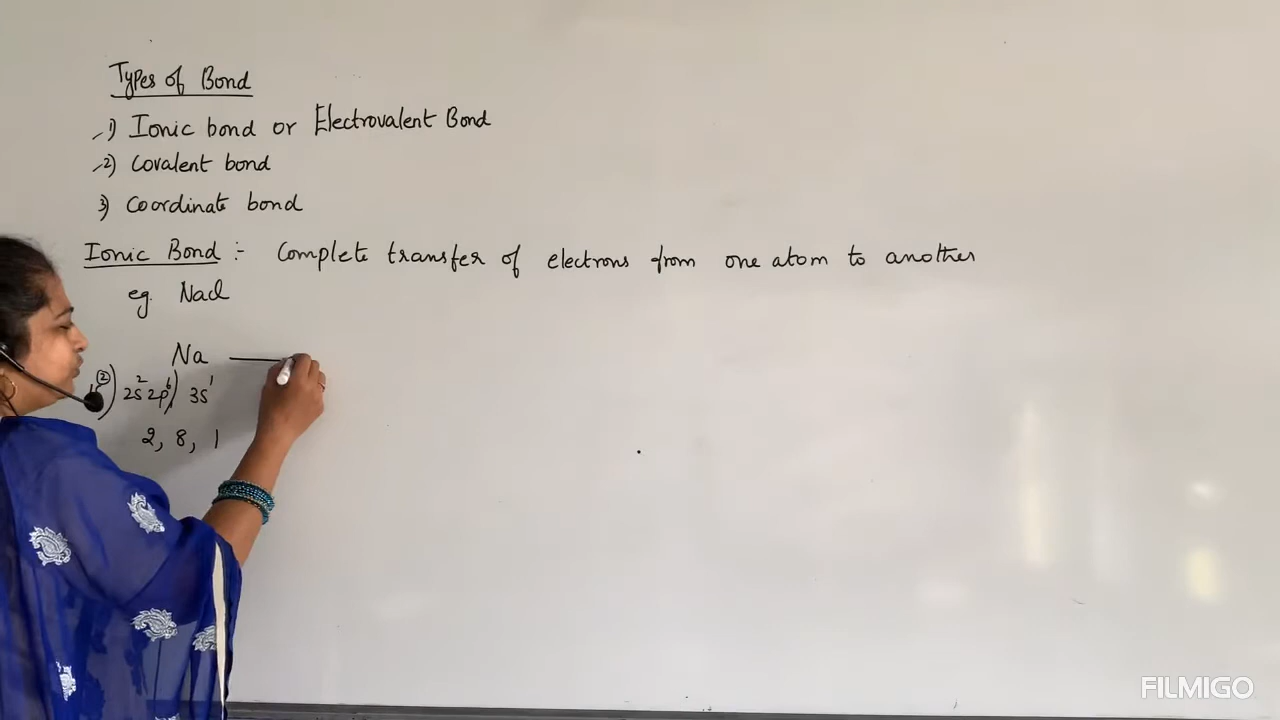 Types of Bond
1) Ionic bond or Electrovalent Bond
2) Covalent bond
3) Coordinate bond
Ionic Bond :- Complete transfer of electrons from one atom to another
eg. NaCl
Na
② ) 2s² 2p⁶ ) 3s¹
2, 8, 1
FILMIGO